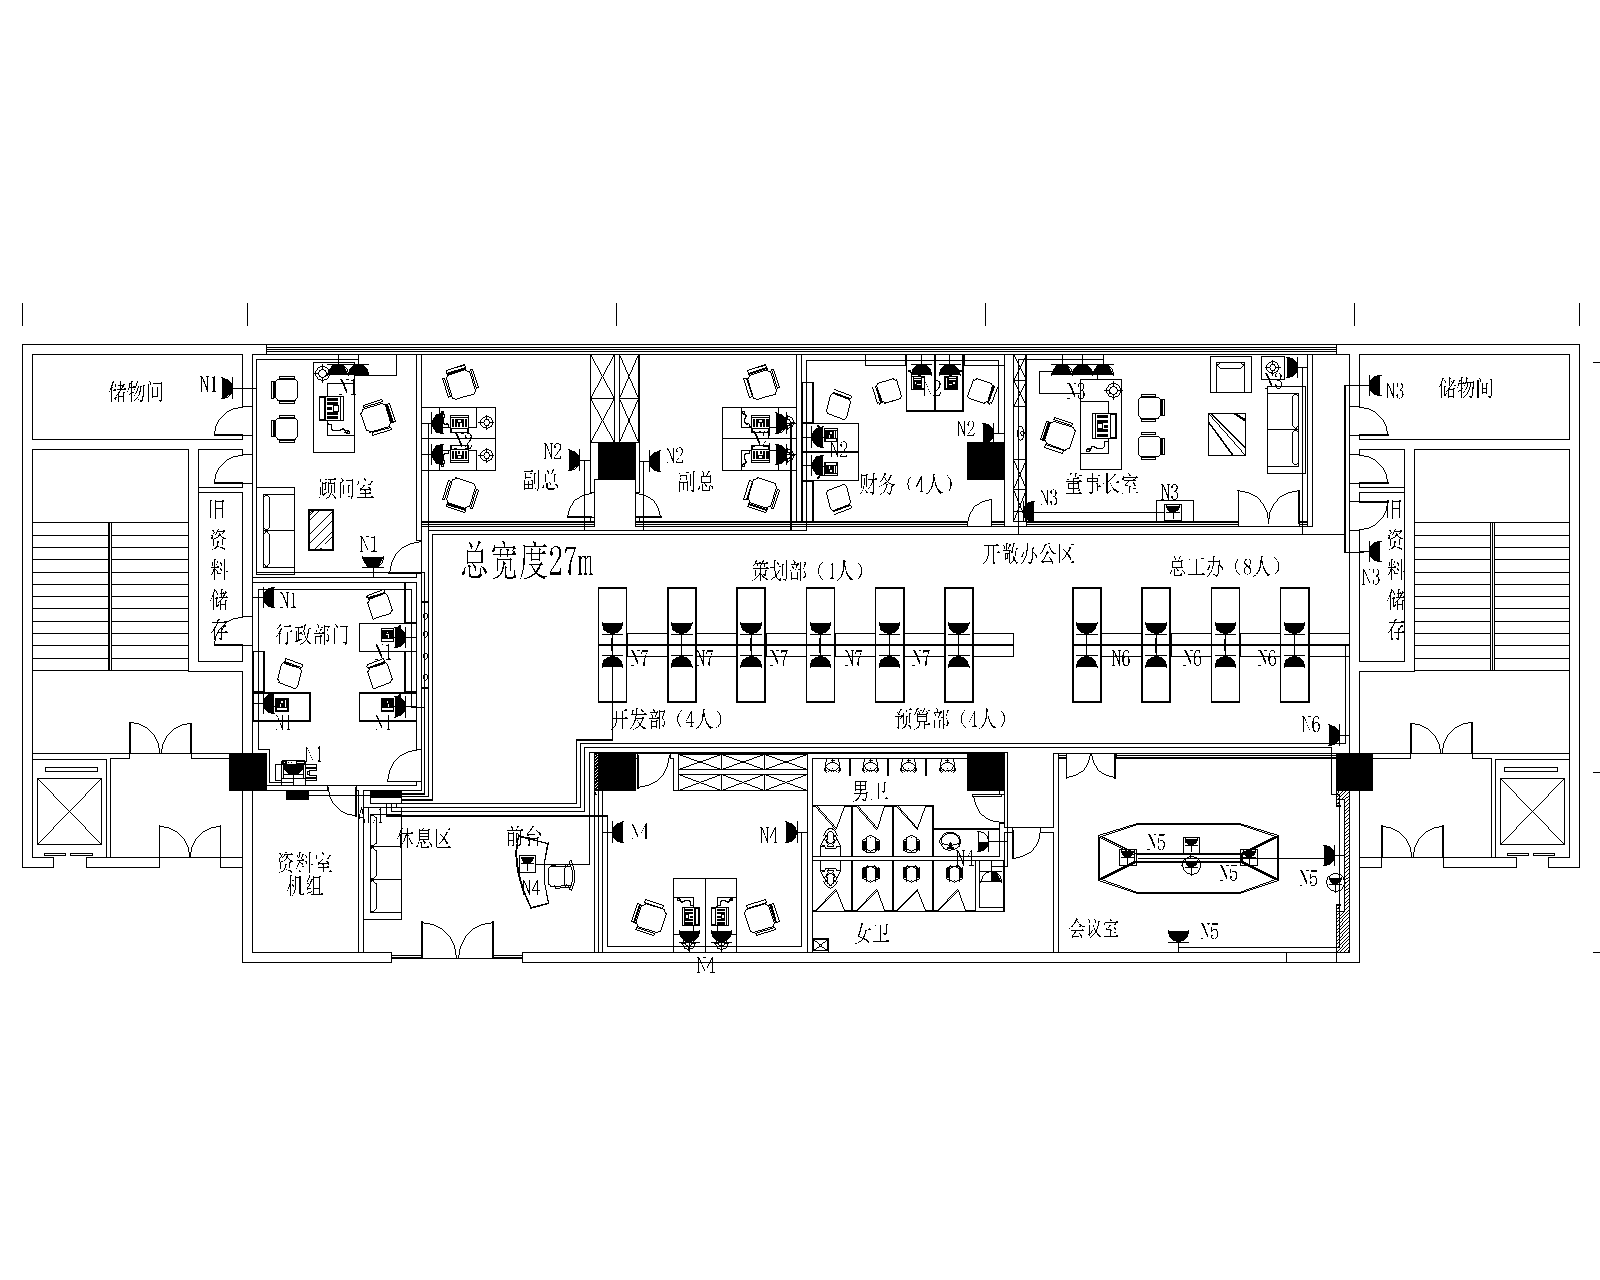 储物间
N1
N1
N2
N3
N3
储物间
N2
N2
N2
N2
N2
副总
副总
财务（4人）
董事长室
N3
N3
顾问室
旧资料储存
旧资料储存
N1
总宽度27m
开敞办公区
策划部（1人）
总工办（8人）
N3
N1
行政部门
N7
N7
N7
N7
N7
N6
N6
N6
N1
N1
开发部（4人）
预算部（4人）
N6
N1
男卫
休息区
前台
N4
N4
N4
N5
资料室
机组
N4
N5
N5
女卫
会议室
N5
N4